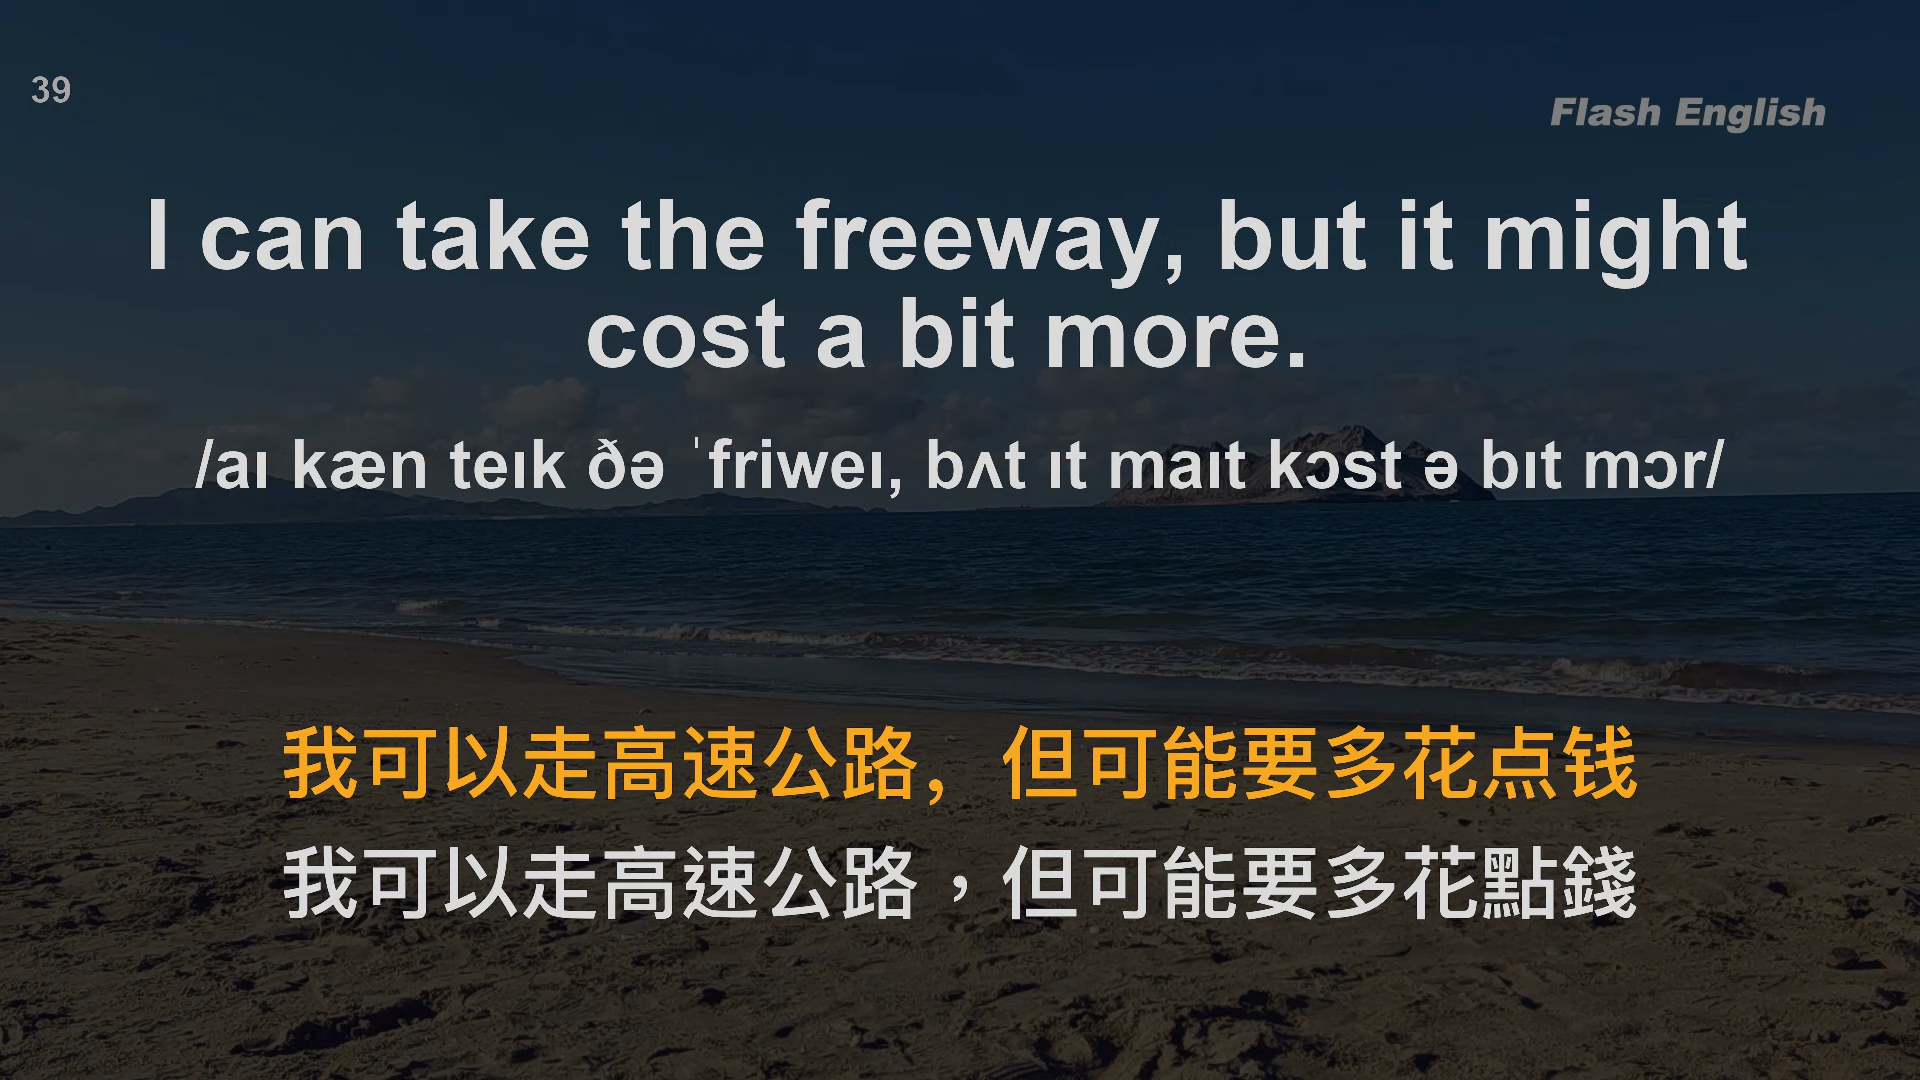 39
Flash English
I can take the freeway, but it might
cost a bit more.
/aɪ kæn teɪk ðə ˈfriweɪ, bʌt ɪt maɪt kɔst ə bɪt mɔr/
我可以走高速公路，但可能要多花点钱
我可以走高速公路，但可能要多花點錢